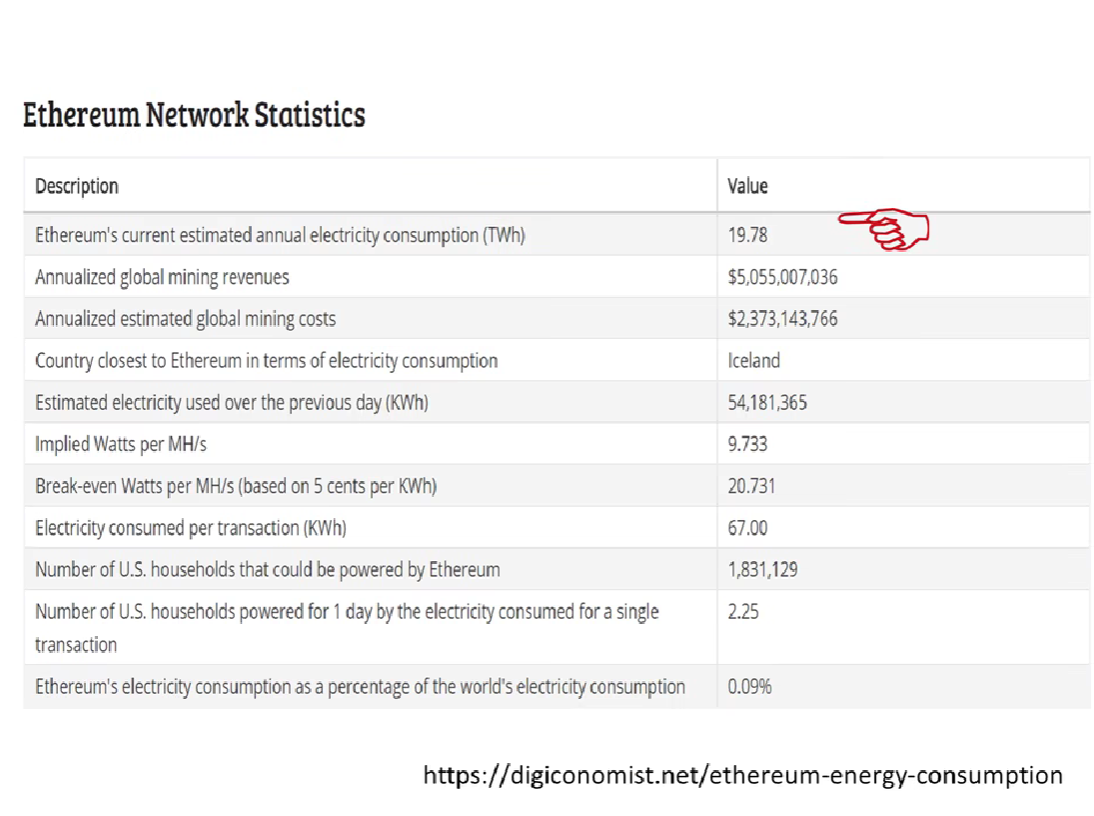 Ethereum Network Statistics
Description Value
Ethereum's current estimated annual electricity consumption (TWh) 19.78
Annualized global mining revenues $5,055,007,036
Annualized estimated global mining costs $2,373,143,766
Country closest to Ethereum in terms of electricity consumption Iceland
Estimated electricity used over the previous day (KWh) 54,181,365
Implied Watts per MH/s 9.733
Break-even Watts per MH/s (based on 5 cents per KWh) 20.731
Electricity consumed per transaction (KWh) 67.00
Number of U.S. households that could be powered by Ethereum 1,831,129
Number of U.S. households powered for 1 day by the electricity consumed for a single 2.25
transaction
Ethereum's electricity consumption as a percentage of the world's electricity consumption 0.09%
https://digiconomist.net/ethereum-energy-consumption